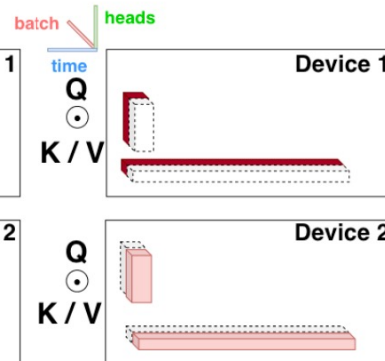 batch
heads
time
1
Device 1
Q
K / V
2
Device 2
Q
K / V